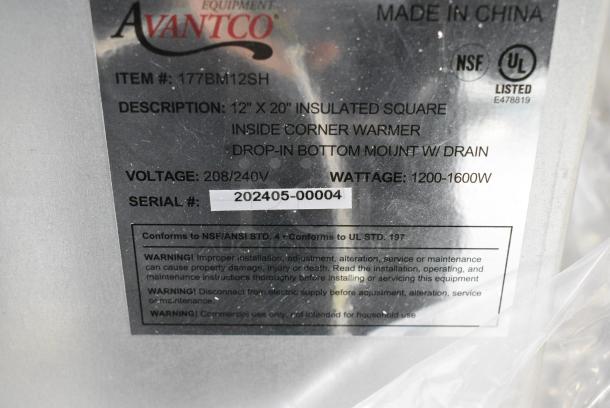 EQUIPMENT
AVANTCO®
MADE IN CHINA
NSF
UL
LISTED
E478819
ITEM #: 177BM12SH
DESCRIPTION: 12" X 20" INSULATED SQUARE
INSIDE CORNER WARMER
DROP-IN BOTTOM MOUNT W/ DRAIN
VOLTAGE: 208/240V WATTAGE: 1200-1600W
SERIAL #: 202405-00004
Conforms to NSF/ANSI STD. 4 • Conforms to UL STD. 197
WARNING! Improper installation, adjustment, alteration, service or maintenance
can cause property damage, injury or death. Read the installation, operating, and
maintenance instructions thoroughly before installing or servicing this equipment
WARNING! Disconnect from electric supply before adjusment, alteration, service
or maintenance.
WARNING! Commercial use only, not intended for household use